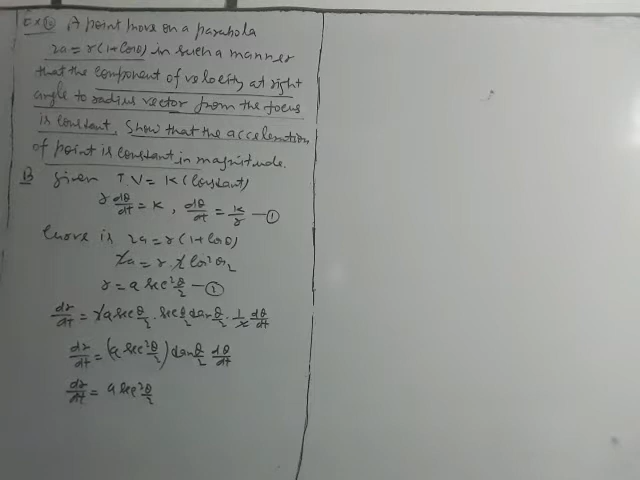 Ex A point move on a parabola
2a = r(1+cosθ) in such a manner
that the component of velocity at right
angle to radius vector from the focus
is constant. Show that the acceleration
of point is constant in magnitude.
Given T.V = K (constant)
r dθ/dt = K, dθ/dt = K/r — ①
Curve is 2a = r(1+cosθ)
2a = r·2cos²θ/2
r = a sec²θ/2 — ②
dr/dt = 2a sec θ/2 · sec θ/2 tan θ/2 · 1/2 dθ/dt
dr/dt = (a sec²θ/2) tan θ/2 dθ/dt
dr/dt = a sec²θ/2